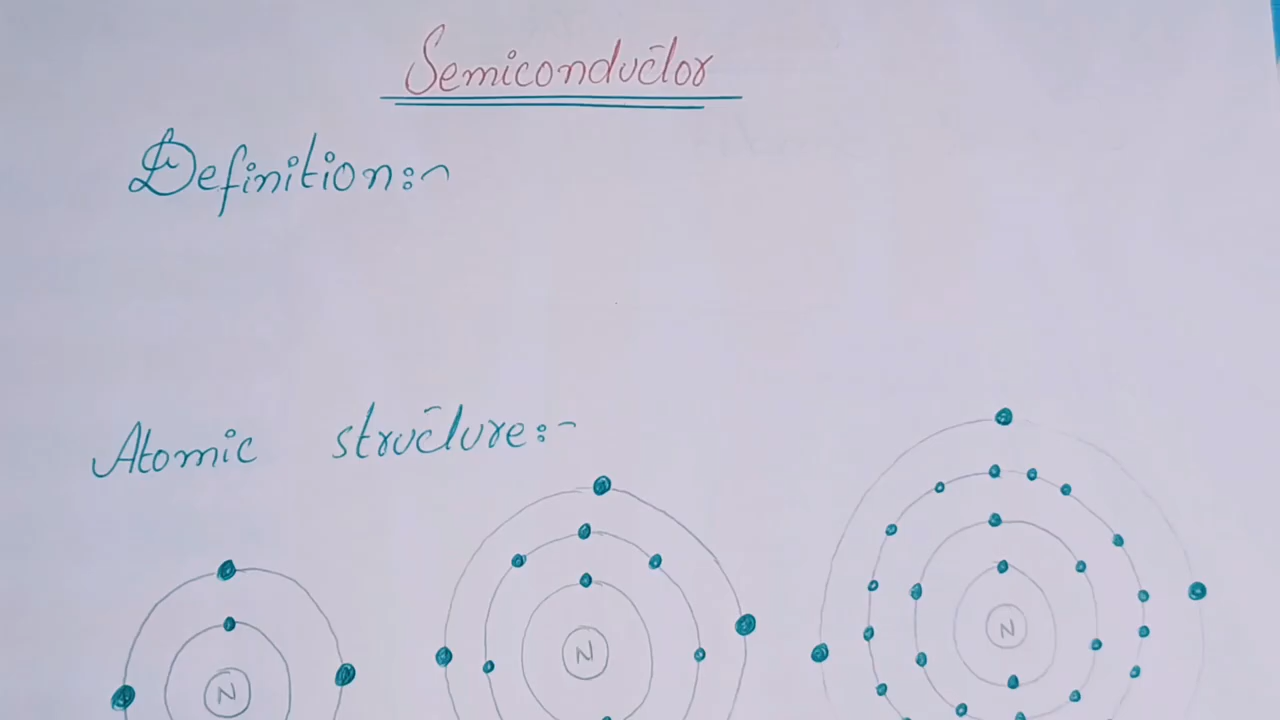 Semiconductor
Definition:-
Atomic structure:-
N
N
N